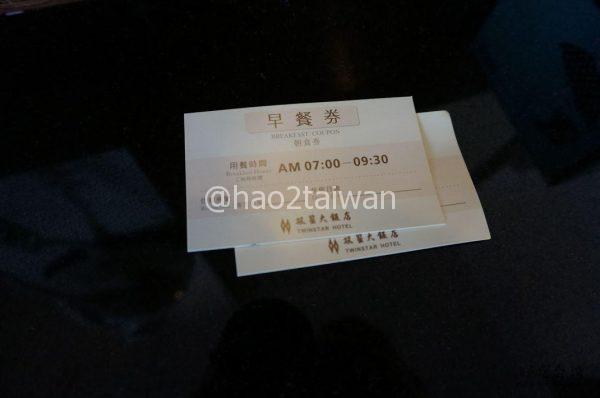 早餐券
BREAKFAST COUPON
朝食券
用餐時間 AM 07:00—09:30
Breakfast Hours
@hao2taiwan
双星大飯店
TWINSTAR HOTEL
双星大飯店
TWINSTAR HOTEL